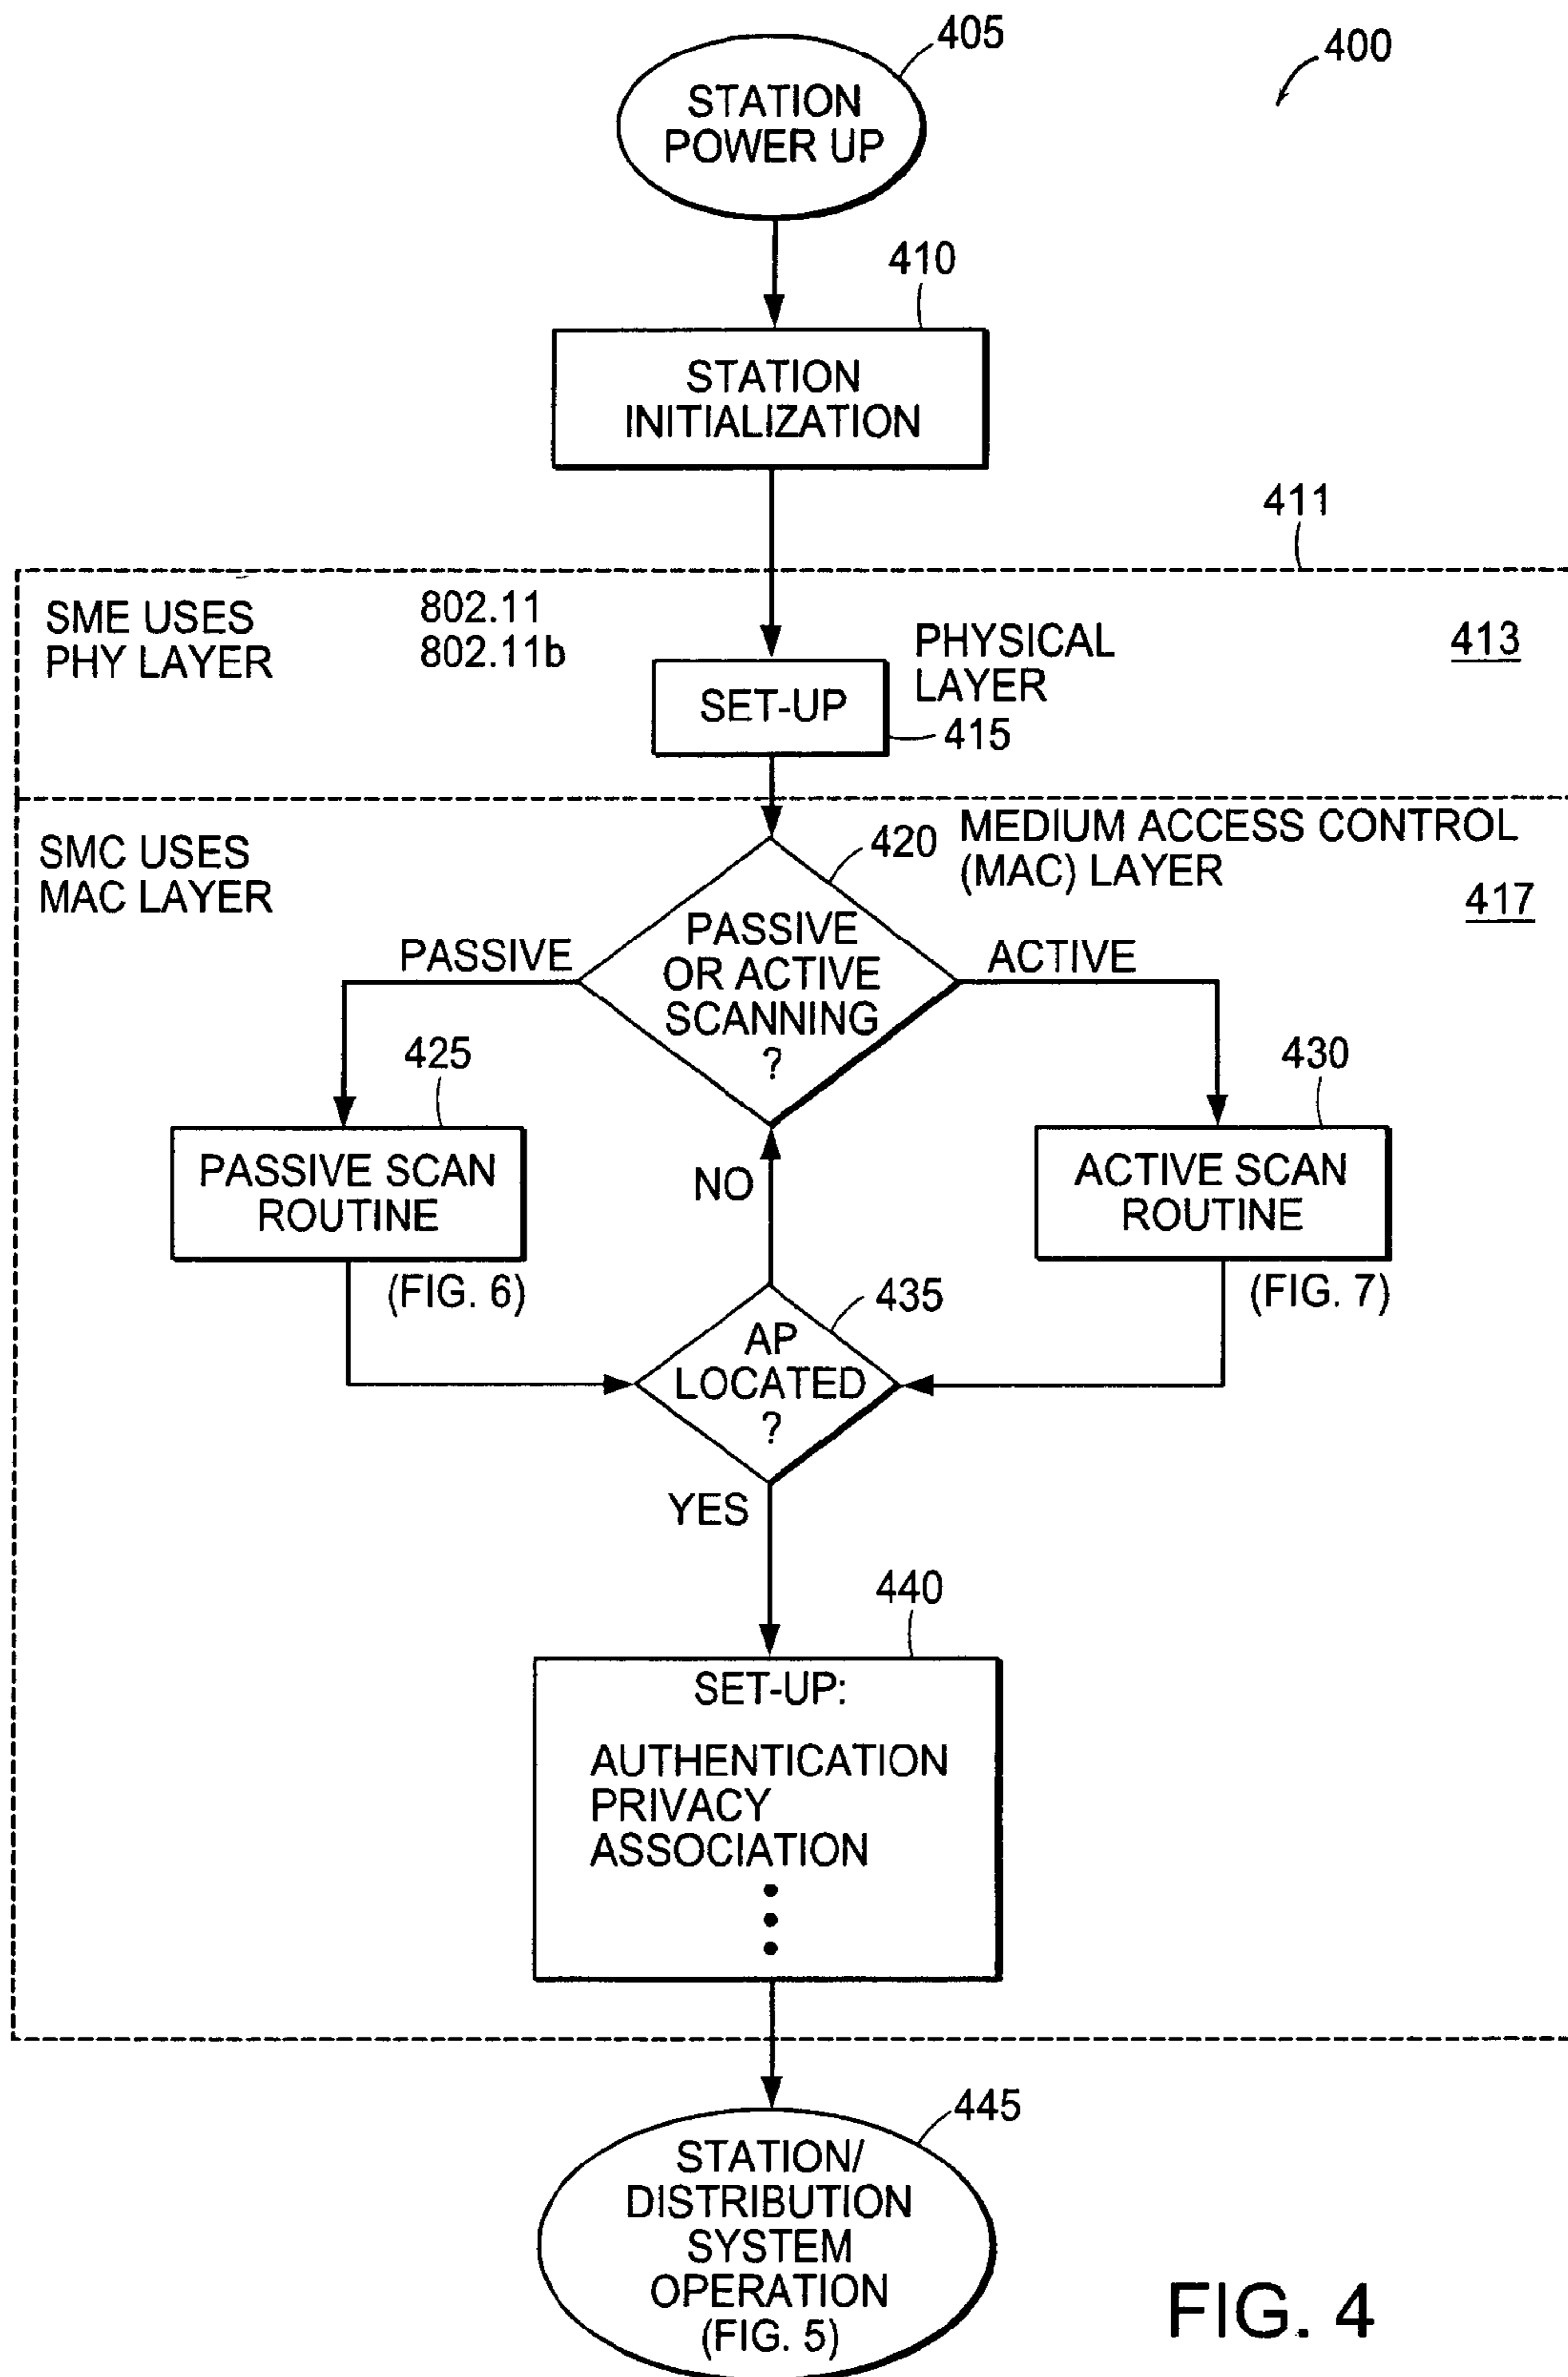 405
400
STATION
POWER UP
410
STATION
INITIALIZATION
411
SME USES
PHY LAYER
802.11
802.11b
PHYSICAL
LAYER
413
SET-UP
415
SMC USES
MAC LAYER
420
MEDIUM ACCESS CONTROL
(MAC) LAYER
417
PASSIVE
OR ACTIVE
SCANNING
?
PASSIVE
ACTIVE
425
430
PASSIVE SCAN
ROUTINE
(FIG. 6)
NO
ACTIVE SCAN
ROUTINE
(FIG. 7)
435
AP
LOCATED
?
YES
440
SET-UP:
AUTHENTICATION
PRIVACY
ASSOCIATION
445
STATION/
DISTRIBUTION
SYSTEM
OPERATION
(FIG. 5)
FIG. 4